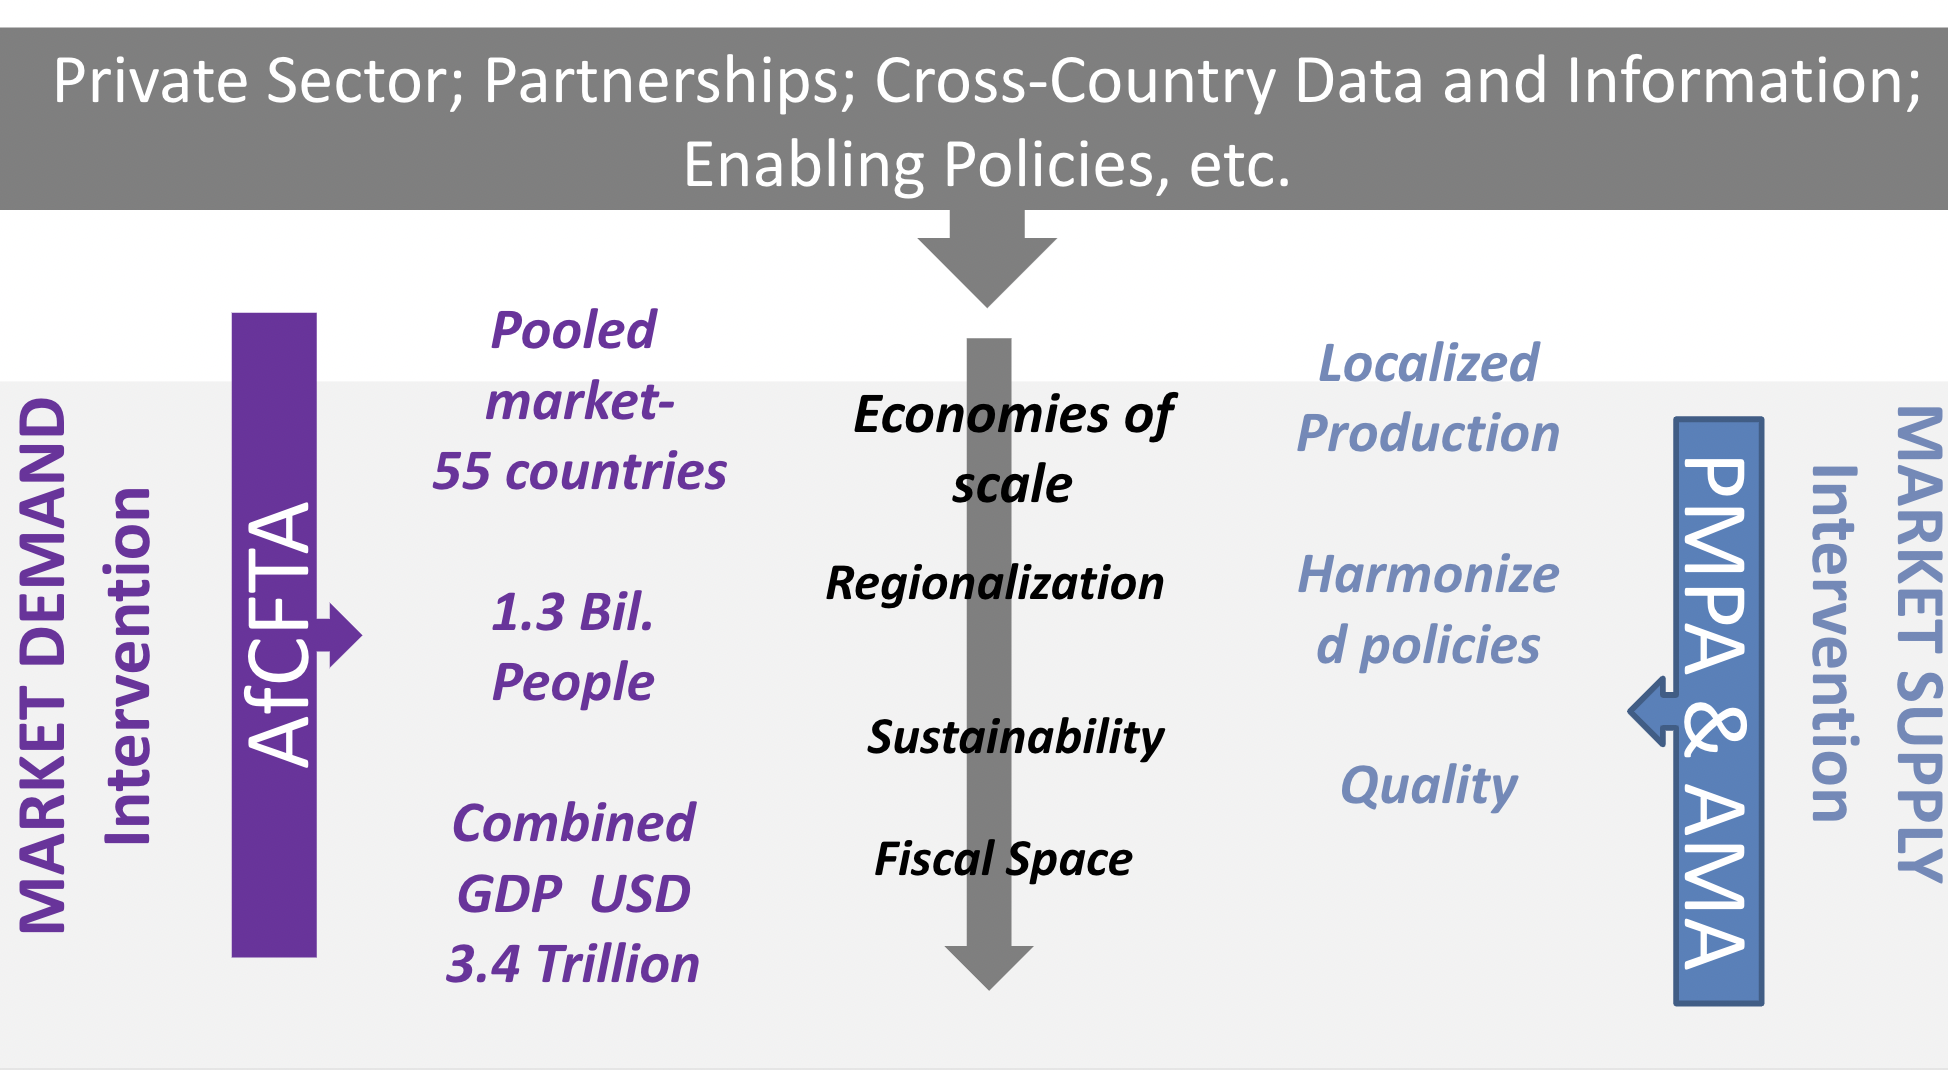 Private Sector; Partnerships; Cross-Country Data and Information;
Enabling Policies, etc.
MARKET DEMAND
Intervention
AfCFTA
Pooled
market-
55 countries
1.3 Bil.
People
Combined
GDP USD
3.4 Trillion
Economies of
scale
Regionalization
Sustainability
Fiscal Space
Localized
Production
Harmonize
d policies
Quality
PMPA & AMA
Intervention
MARKET SUPPLY